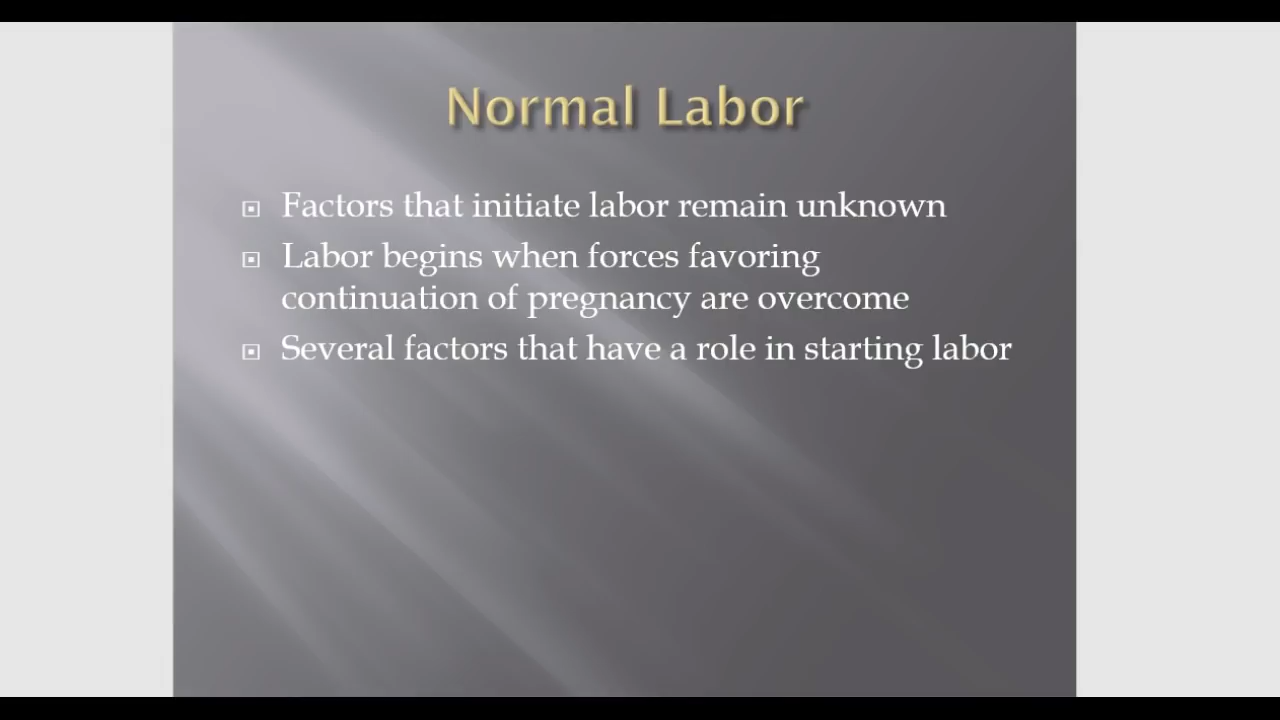 Normal Labor
Factors that initiate labor remain unknown
Labor begins when forces favoring
continuation of pregnancy are overcome
Several factors that have a role in starting labor